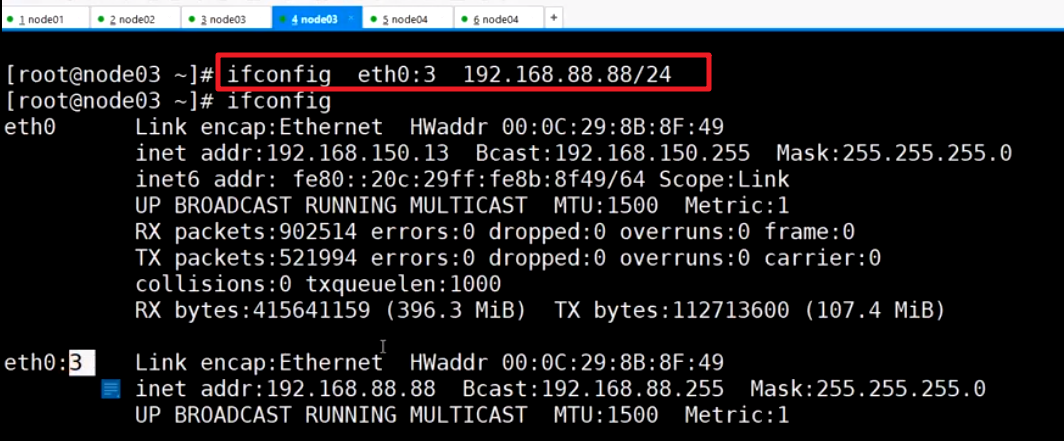 1 node01 2 node02 3 node03 4 node03 × 5 node04 6 node04 +
[root@node03 ~]# ifconfig  eth0:3  192.168.88.88/24
[root@node03 ~]# ifconfig
eth0      Link encap:Ethernet  HWaddr 00:0C:29:8B:8F:49
          inet addr:192.168.150.13  Bcast:192.168.150.255  Mask:255.255.255.0
          inet6 addr: fe80::20c:29ff:fe8b:8f49/64 Scope:Link
          UP BROADCAST RUNNING MULTICAST  MTU:1500  Metric:1
          RX packets:902514 errors:0 dropped:0 overruns:0 frame:0
          TX packets:521994 errors:0 dropped:0 overruns:0 carrier:0
          collisions:0 txqueuelen:1000
          RX bytes:415641159 (396.3 MiB)  TX bytes:112713600 (107.4 MiB)
eth0:3    Link encap:Ethernet  HWaddr 00:0C:29:8B:8F:49
          inet addr:192.168.88.88  Bcast:192.168.88.255  Mask:255.255.255.0
          UP BROADCAST RUNNING MULTICAST  MTU:1500  Metric:1